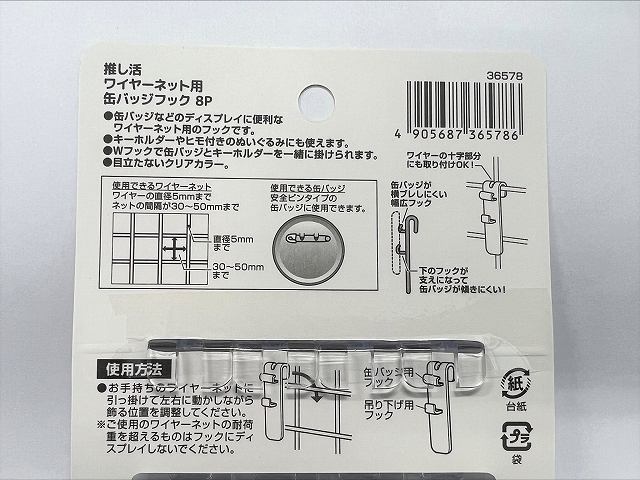 推し活
ワイヤーネット用
缶バッジフック 8P
●缶バッジなどのディスプレイに便利な
ワイヤーネット用のフックです。
●キーホルダーやヒモ付きのぬいぐるみにも使えます。
●Wフックで缶バッジとキーホルダーを一緒に掛けられます。
●目立たないクリアカラー。
36578
4 905687 365786
使用できるワイヤーネット
ワイヤーの直径5mmまで
ネットの間隔が30〜50mmまで
直径5mm
まで
30〜50mm
まで
使用できる缶バッジ
安全ピンタイプの
缶バッジに使用できます。
ワイヤーの十字部分
にも取り付けOK!
缶バッジが
横ブレしにくい
幅広フック
下のフックが
支えになって
缶バッジが傾きにくい!
使用方法
●お手持ちのワイヤーネットに
引っ掛けて左右に動かしながら
飾る位置を調整してください。
※ご使用のワイヤーネットの耐荷
重を超えるものはフックにディ
スプレイしないでください。
缶バッジ用
フック
吊り下げ用
フック
紙
台紙
プラ
袋